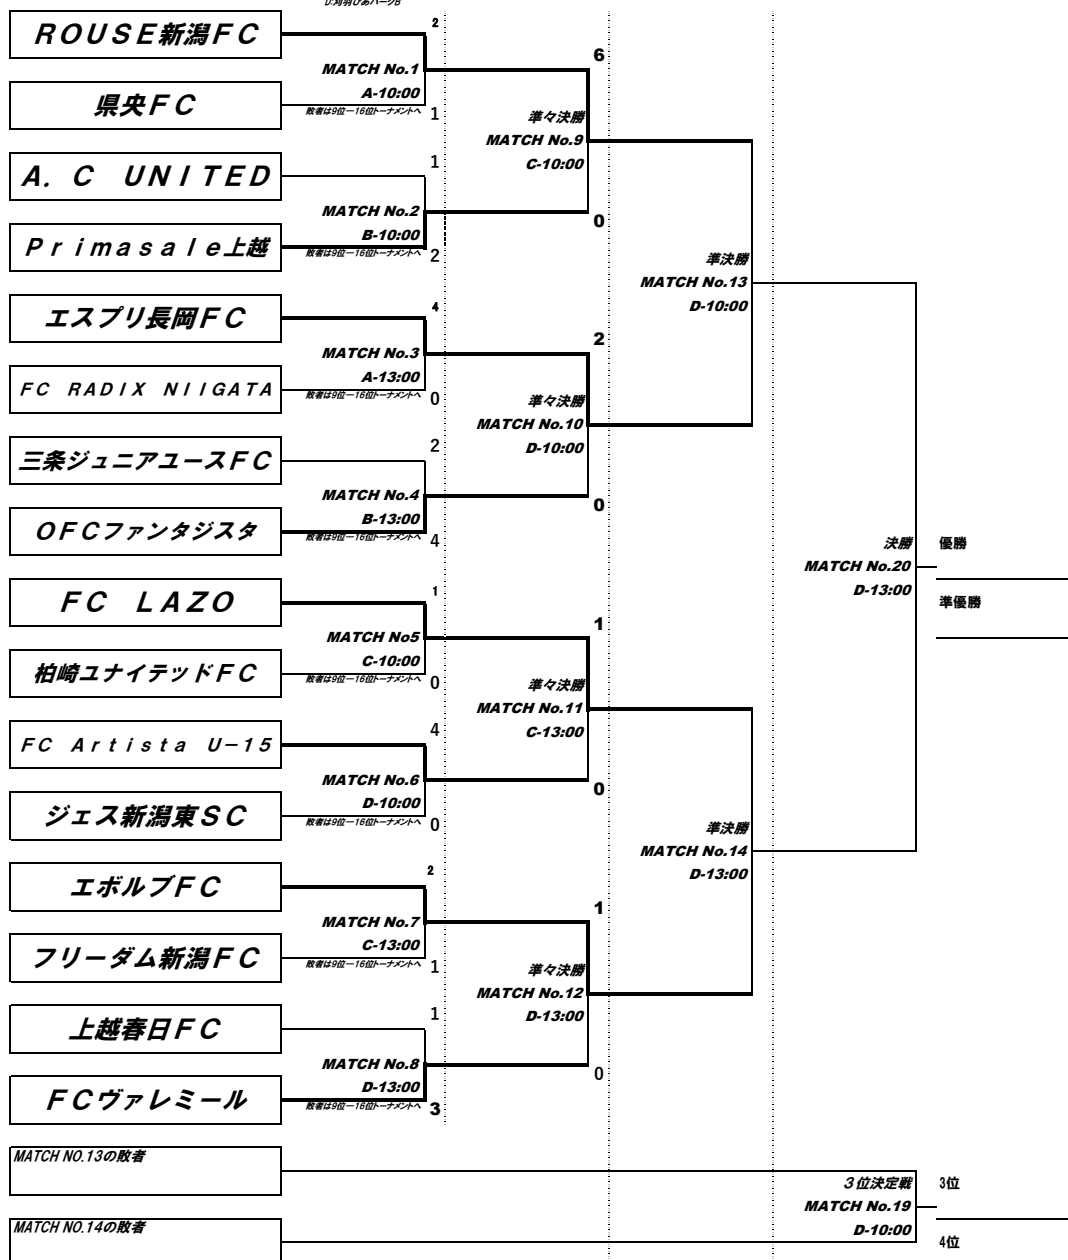 D:刈羽ぴあパークB
ROUSE新潟FC
2
MATCH No.1
A-10:00
敗者は9位ー16位トーナメントへ
県央FC
1
6
準々決勝
MATCH No.9
C-10:00
A. C UNITED
1
MATCH No.2
B-10:00
敗者は9位ー16位トーナメントへ
Primasale上越
2
0
準決勝
MATCH No.13
D-10:00
エスプリ長岡FC
4
MATCH No.3
A-13:00
敗者は9位ー16位トーナメントへ
FC RADIX NIIGATA
0
2
準々決勝
MATCH No.10
D-10:00
三条ジュニアユースFC
2
MATCH No.4
B-13:00
敗者は9位ー16位トーナメントへ
OFCファンタジスタ
4
0
決勝
MATCH No.20
D-13:00
優勝
準優勝
FC LAZO
1
MATCH No5
C-10:00
敗者は9位ー16位トーナメントへ
柏崎ユナイテッドFC
0
1
準々決勝
MATCH No.11
C-13:00
FC Artista U-15
4
MATCH No.6
D-10:00
敗者は9位ー16位トーナメントへ
ジェス新潟東SC
0
0
準決勝
MATCH No.14
D-13:00
エボルブFC
2
MATCH No.7
C-13:00
敗者は9位ー16位トーナメントへ
フリーダム新潟FC
1
1
準々決勝
MATCH No.12
D-13:00
上越春日FC
1
MATCH No.8
D-13:00
敗者は9位ー16位トーナメントへ
FCヴァレミール
3
0
MATCH NO.13の敗者
3位決定戦
MATCH No.19
D-10:00
3位
MATCH NO.14の敗者
4位